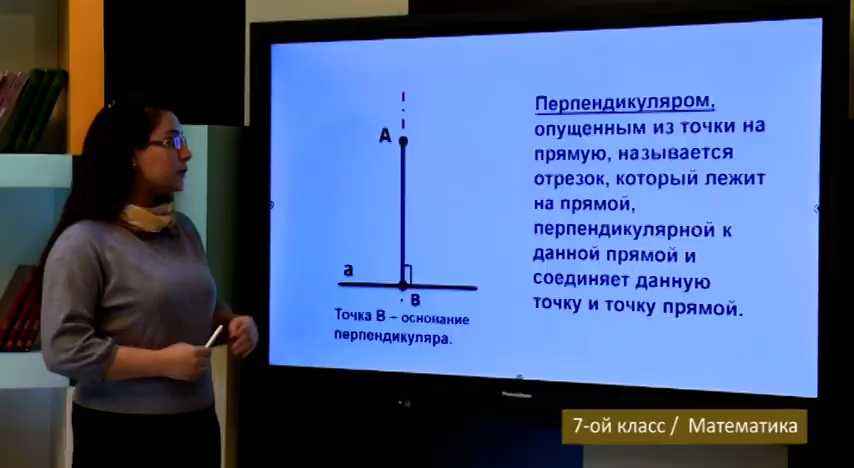 A
a
B
Точка В – основание
перпендикуляра.
Перпендикуляром,
опущенным из точки на
прямую, называется
отрезок, который лежит
на прямой,
перпендикулярной к
данной прямой и
соединяет данную
точку и точку прямой.
7-ой класс / Математика